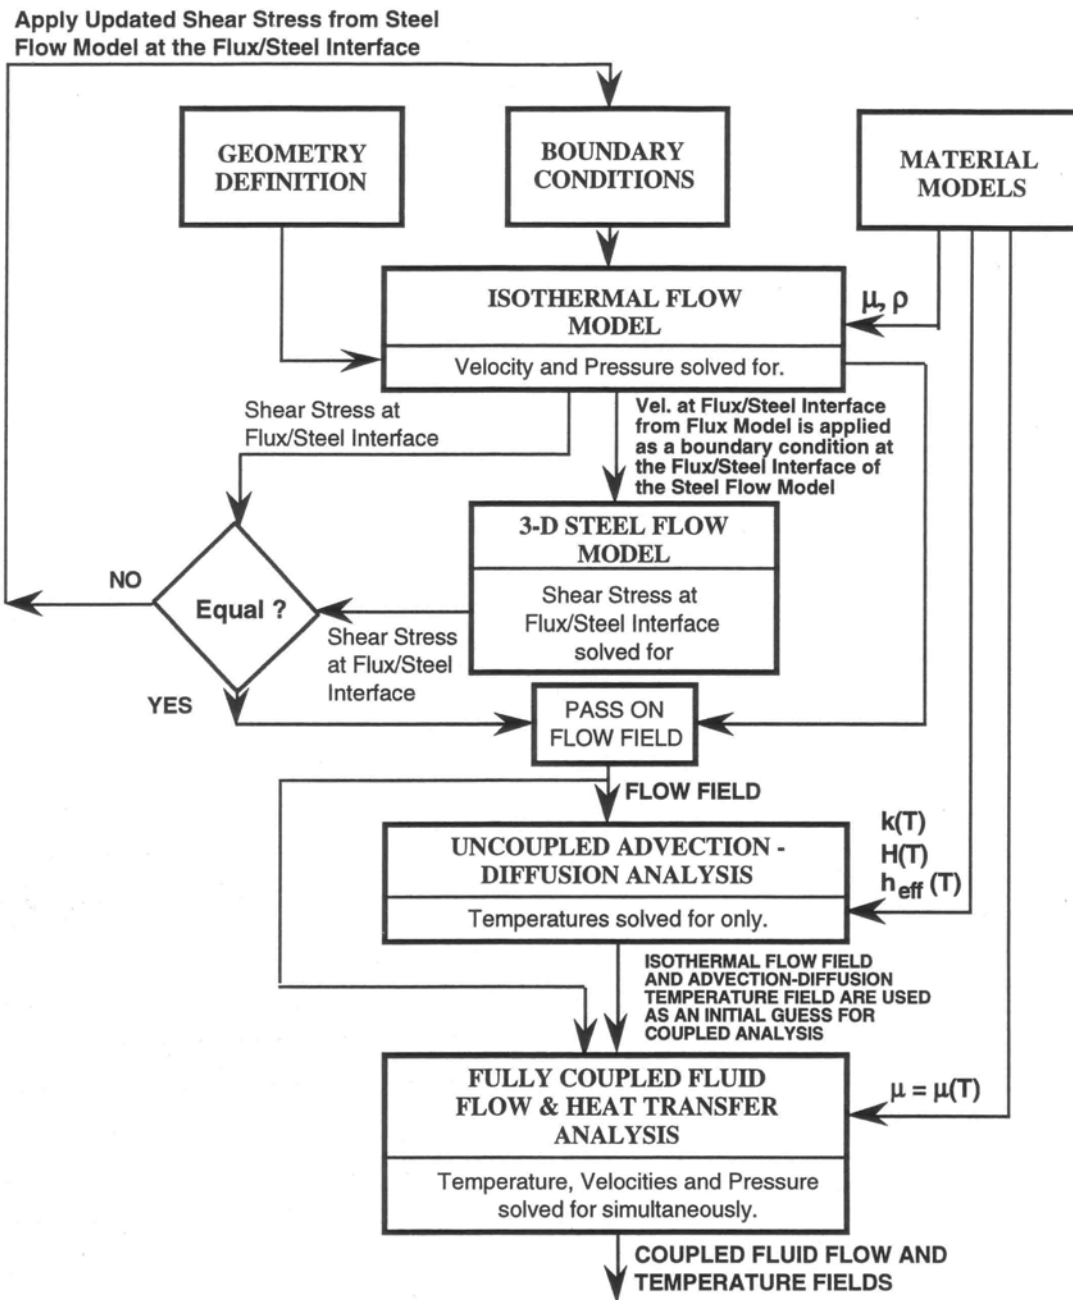 Apply Updated Shear Stress from Steel
Flow Model at the Flux/Steel Interface
GEOMETRY
DEFINITION
BOUNDARY
CONDITIONS
MATERIAL
MODELS
ISOTHERMAL FLOW
MODEL
μ, ρ
Velocity and Pressure solved for.
Shear Stress at
Flux/Steel Interface
Vel. at Flux/Steel Interface
from Flux Model is applied
as a boundary condition at
the Flux/Steel Interface of
the Steel Flow Model
3-D STEEL FLOW
MODEL
Shear Stress at
Flux/Steel Interface
solved for
NO
Equal ?
Shear Stress
at Flux/Steel
Interface
YES
PASS ON
FLOW FIELD
FLOW FIELD
UNCOUPLED ADVECTION -
DIFFUSION ANALYSIS
Temperatures solved for only.
k(T)
H(T)
heff (T)
ISOTHERMAL FLOW FIELD
AND ADVECTION-DIFFUSION
TEMPERATURE FIELD ARE USED
AS AN INITIAL GUESS FOR
COUPLED ANALYSIS
FULLY COUPLED FLUID
FLOW & HEAT TRANSFER
ANALYSIS
μ = μ(T)
Temperature, Velocities and Pressure
solved for simultaneously.
COUPLED FLUID FLOW AND
TEMPERATURE FIELDS